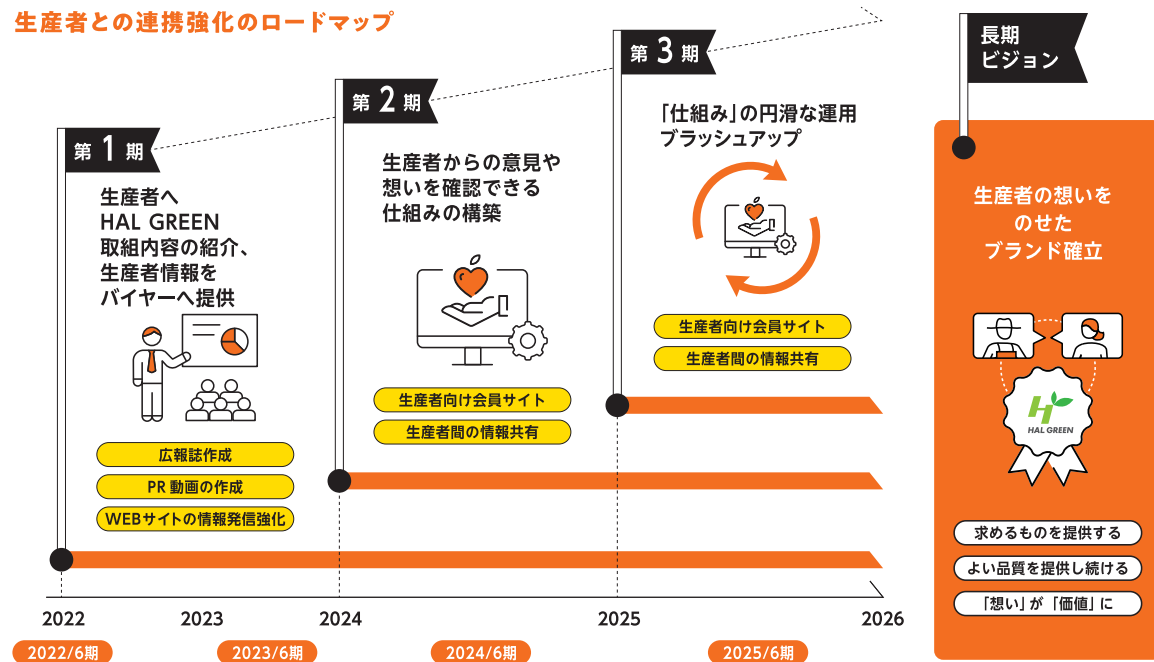 生産者との連携強化のロードマップ
第1期
生産者へ
HAL GREEN
取組内容の紹介、
生産者情報を
バイヤーへ提供
広報誌作成
PR動画の作成
WEBサイトの情報発信強化
第2期
生産者からの意見や
想いを確認できる
仕組みの構築
生産者向け会員サイト
生産者間の情報共有
第3期
「仕組み」の円滑な運用
ブラッシュアップ
生産者向け会員サイト
生産者間の情報共有
長期
ビジョン
生産者の想いを
のせた
ブランド確立
H
HAL GREEN
求めるものを提供する
よい品質を提供し続ける
「想い」が「価値」に
2022
2023
2024
2025
2026
2022/6期
2023/6期
2024/6期
2025/6期